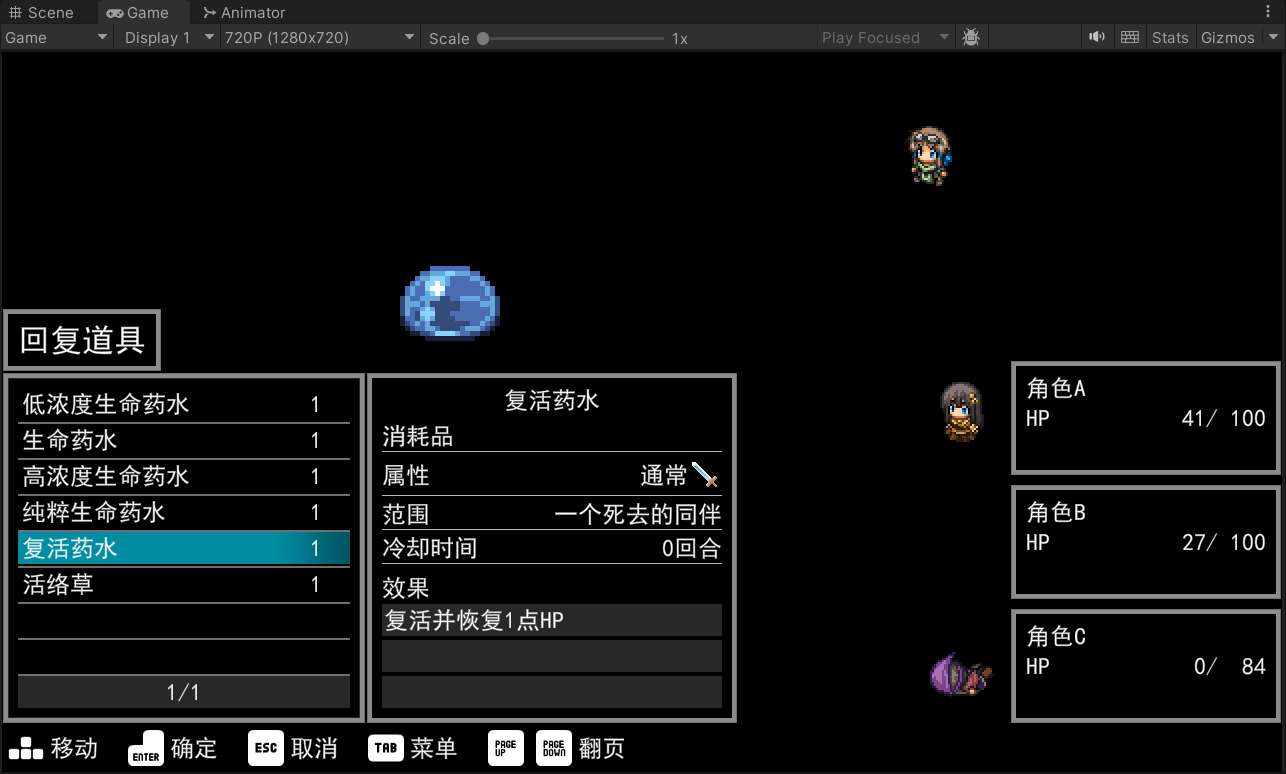 Scene Game Animator
Game Display 1 720P (1280x720) Scale 1x Play Focused Stats Gizmos
回复道具
低浓度生命药水 1
生命药水 1
高浓度生命药水 1
纯粹生命药水 1
复活药水 1
活络草 1
1/1
复活药水
消耗品
属性 通常
范围 一个死去的同伴
冷却时间 0回合
效果
复活并恢复1点HP
角色A
HP 41/ 100
角色B
HP 27/ 100
角色C
HP 0/ 84
移动 ENTER 确定 ESC 取消 TAB 菜单 PAGE UP PAGE DOWN 翻页